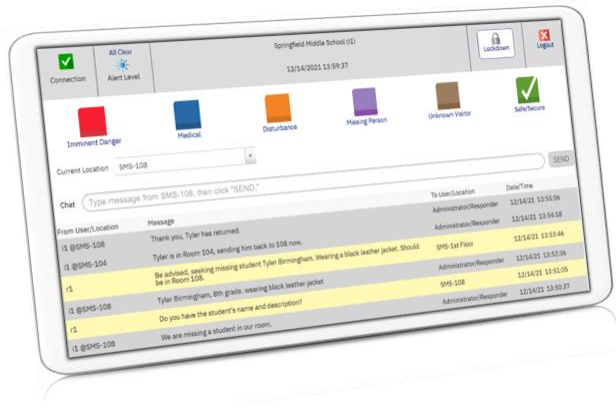 Connection
All Clear
Alert Level
Springfield Middle School (i1)
12/14/2021 13:59:37
Lockdown
Logout
Imminent Danger
Medical
Disturbance
Missing Person
Unknown Visitor
Safe/Secure
Current Location SMS-108
Chat Type message from SMS-108, then click "SEND." SEND
From User/Location Message To User/Location Date/Time
i1 @SMS-108 Thank you, Tyler has returned. Administrator/Responder 12/14/21 13:55:06
i1 @SMS-104 Tyler is in Room 104, sending him back to 108 now. Administrator/Responder 12/14/21 13:54:18
r1 Be advised, seeking missing student Tyler Birmingham. Wearing a black leather jacket. Should be in Room 108. SMS-1st Floor 12/14/21 13:53:46
i1 @SMS-108 Tyler Birmingham, 8th grade, wearing black leather jacket Administrator/Responder 12/14/21 13:52:36
r1 Do you have the student's name and description? SMS-108 12/14/21 13:51:05
i1 @SMS-108 We are missing a student in our room. Administrator/Responder 12/14/21 13:50:37